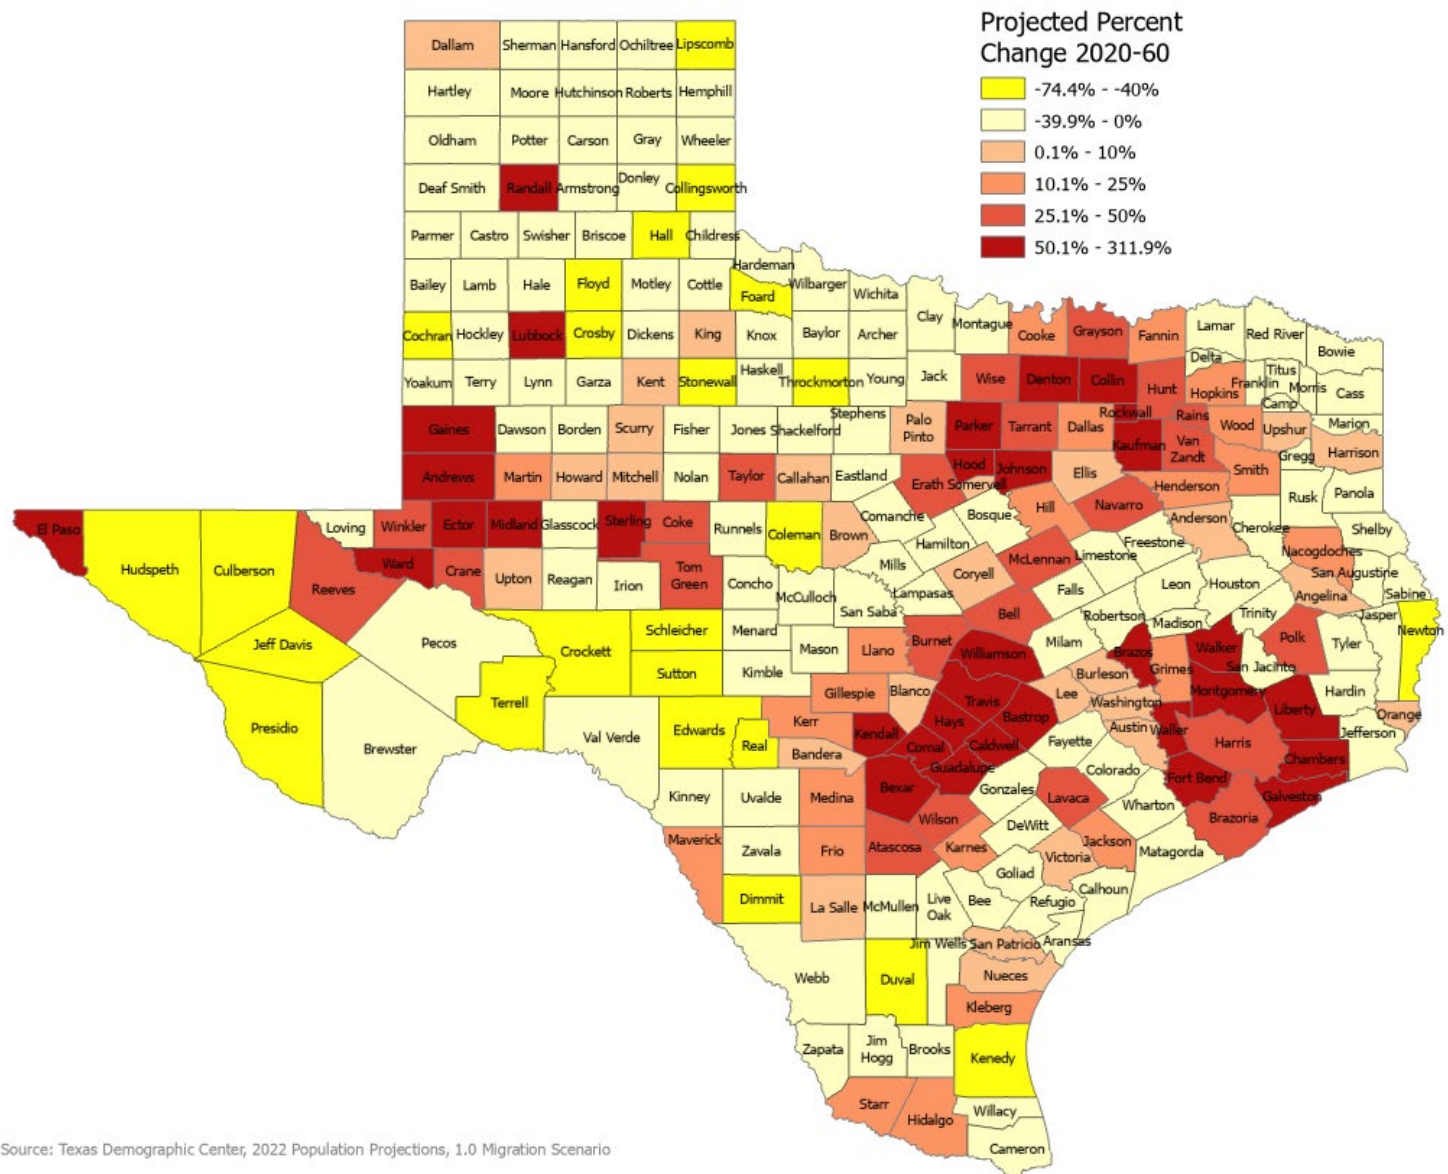 Projected Percent
Change 2020-60
-74.4% - -40%
-39.9% - 0%
0.1% - 10%
10.1% - 25%
25.1% - 50%
50.1% - 311.9%
Dallam Sherman Hansford Ochiltree Lipscomb
Hartley Moore Hutchinson Roberts Hemphill
Oldham Potter Carson Gray Wheeler
Deaf Smith Randall Armstrong Donley Collingsworth
Parmer Castro Swisher Briscoe Hall Childress
Hardeman
Bailey Lamb Hale Floyd Motley Cottle Foard Wilbarger Wichita
Clay Montague Cooke Grayson Fannin Lamar Red River Bowie
Cochran Hockley Lubbock Crosby Dickens King Knox Baylor Archer
Delta Titus
Yoakum Terry Lynn Garza Kent Stonewall Haskell Throckmorton Young Jack Wise Denton Collin Hunt Hopkins Franklin Morris Cass
Camp
Gaines Dawson Borden Scurry Fisher Jones Shackelford Stephens Palo
Pinto Parker Tarrant Dallas Rockwall Rains Wood Upshur Marion
Kaufman Van
Zandt Gregg Harrison
Andrews Martin Howard Mitchell Nolan Taylor Callahan Eastland Erath Hood Somervell Johnson Ellis Henderson Smith Rusk Panola
El Paso Loving Winkler Ector Midland Glasscock Sterling Coke Runnels Coleman Brown Comanche Bosque Hill Navarro Anderson Cherokee Shelby
Hamilton Freestone Nacogdoches
Hudspeth Culberson Reeves Ward Crane Upton Reagan Irion Tom
Green Concho Mills Coryell McLennan Limestone San Augustine
McCulloch Lampasas Falls Leon Houston Angelina Sabine
San Saba Bell Robertson Madison Trinity Jasper Newton
Jeff Davis Pecos Crockett Schleicher Menard Mason Llano Burnet Milam Brazos Walker Polk Tyler
Williamson Grimes San Jacinto
Sutton Kimble Gillespie Blanco Travis Lee Burleson Montgomery Liberty Hardin
Presidio Brewster Terrell Washington Orange
Val Verde Edwards Real Kerr Kendall Hays Bastrop Austin Waller Harris Jefferson
Bandera Comal Caldwell Fayette Chambers
Guadalupe Colorado Fort Bend
Kinney Uvalde Medina Bexar Gonzales Lavaca Wharton Brazoria Galveston
Wilson DeWitt
Maverick Zavala Frio Atascosa Karnes Victoria Jackson Matagorda
Goliad
Dimmit La Salle McMullen Live
Oak Bee Refugio Calhoun
Jim Wells San Patricio Aransas
Webb Duval Nueces
Kleberg
Zapata Jim
Hogg Brooks Kenedy
Starr Hidalgo Willacy
Cameron
Source: Texas Demographic Center, 2022 Population Projections, 1.0 Migration Scenario